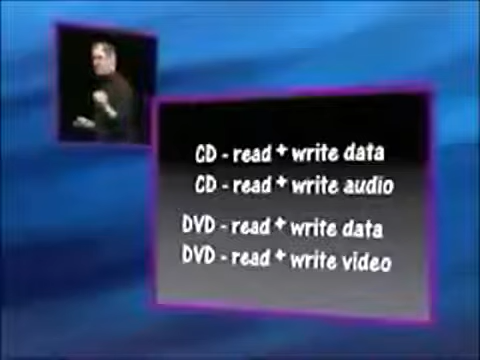 CD - read + write data
CD - read + write audio
DVD - read + write data
DVD - read + write video